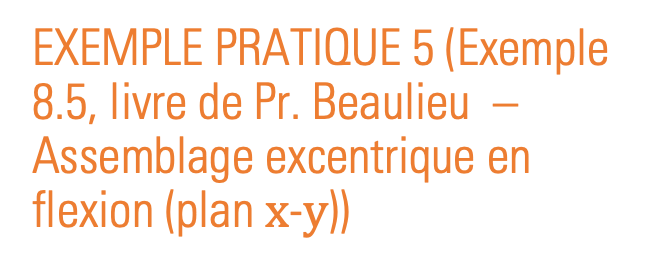 EXEMPLE PRATIQUE 5 (Exemple
8.5, livre de Pr. Beaulieu –
Assemblage excentrique en
flexion (plan x-y))